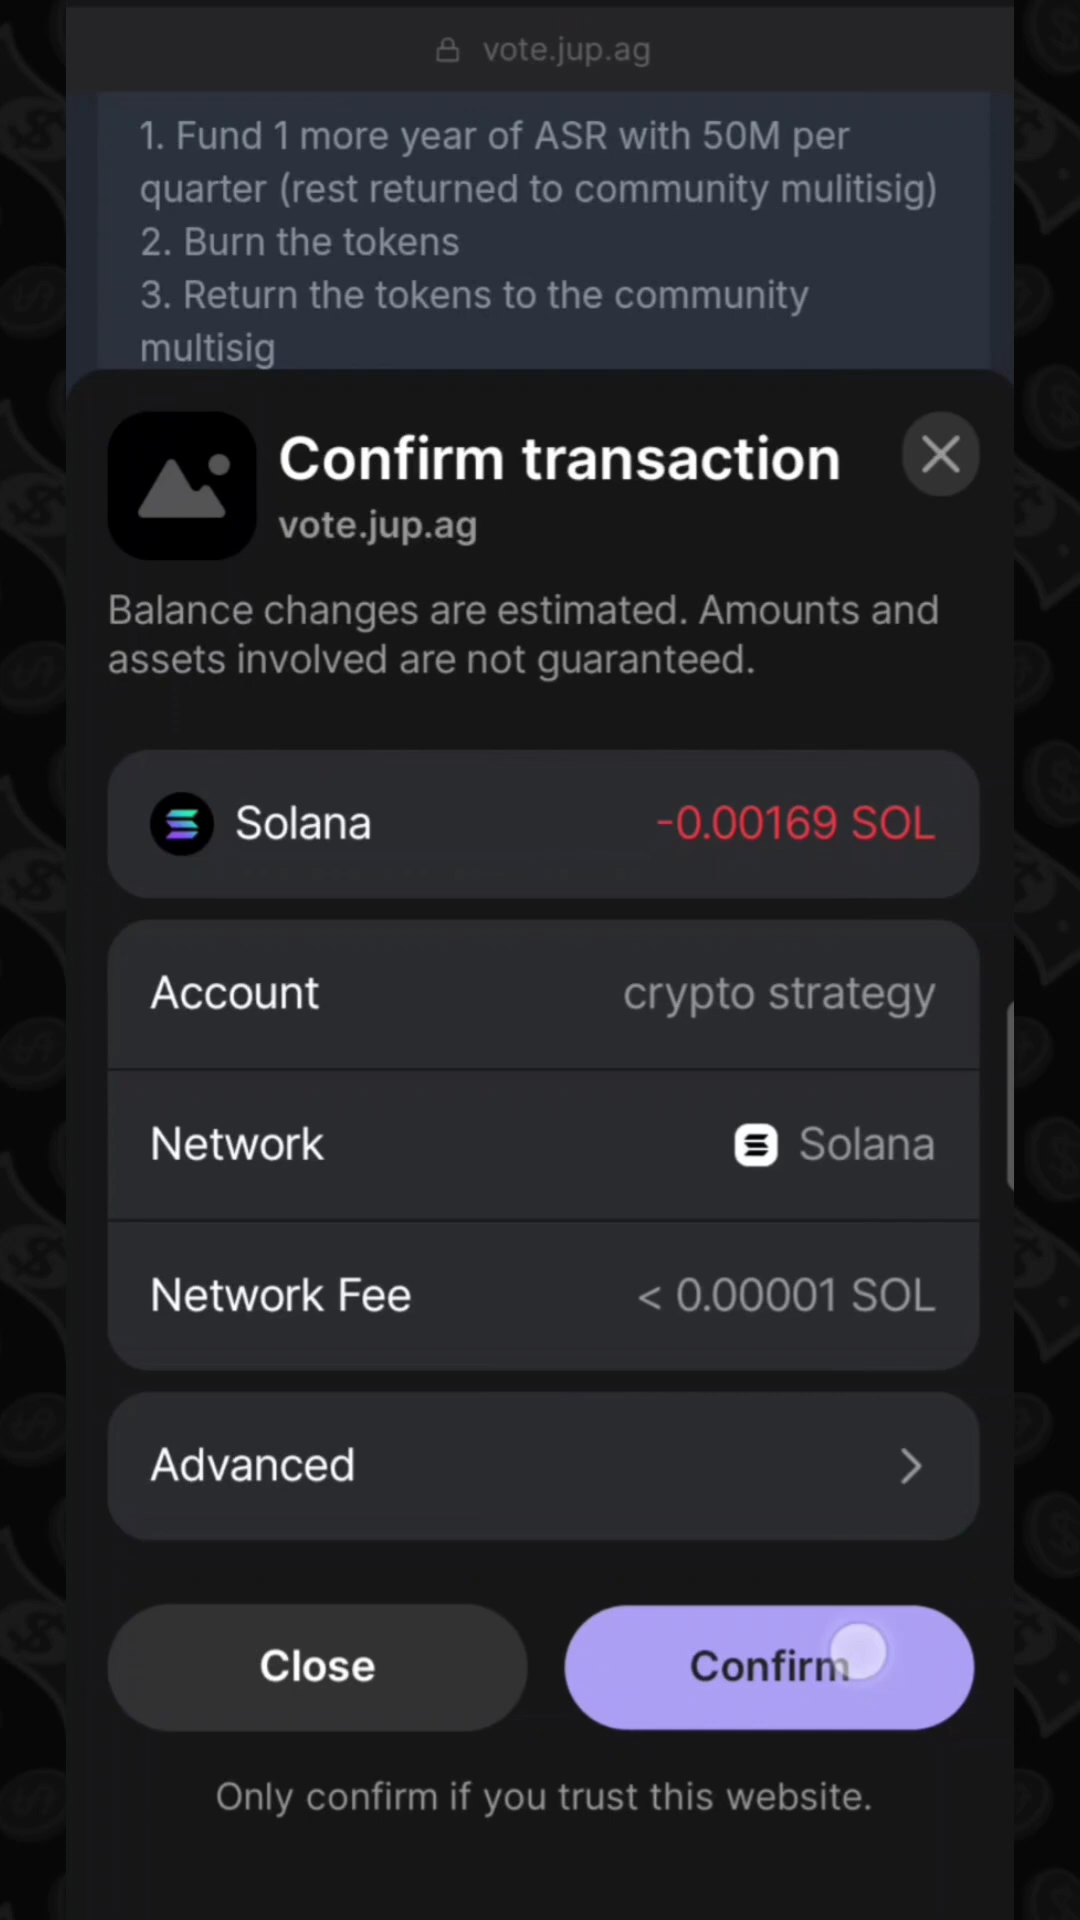 vote.jup.ag
1. Fund 1 more year of ASR with 50M per
quarter (rest returned to community mulitisig)
2. Burn the tokens
3. Return the tokens to the community
multisig
Confirm transaction
vote.jup.ag
Balance changes are estimated. Amounts and
assets involved are not guaranteed.
Solana -0.00169 SOL
Account crypto strategy
Network Solana
Network Fee < 0.00001 SOL
Advanced
Close Confirm
Only confirm if you trust this website.